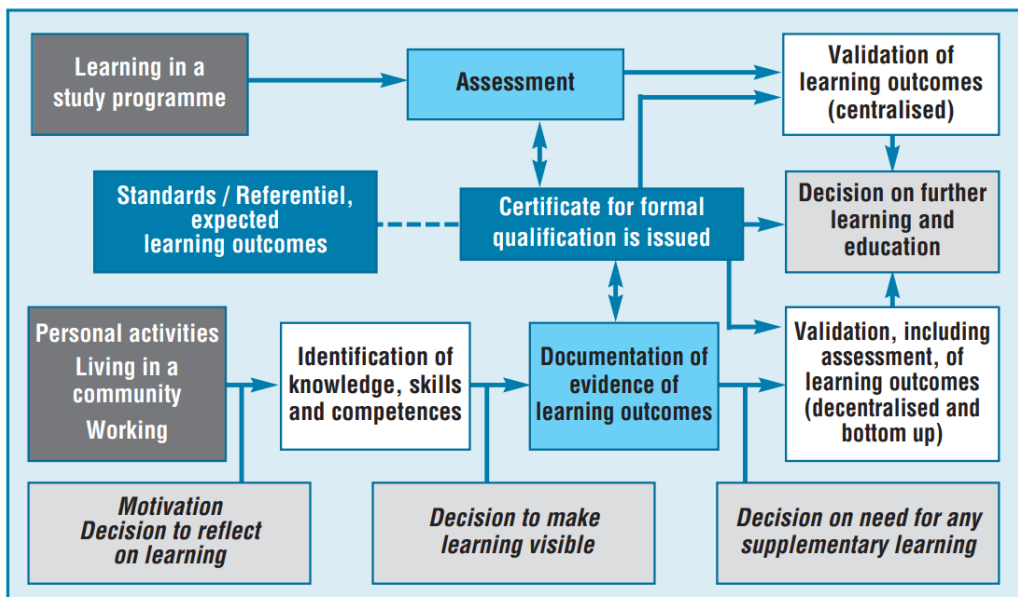 Learning in a
study programme
Assessment
Validation of
learning outcomes
(centralised)
Standards / Referentiel,
expected
learning outcomes
Certificate for formal
qualification is issued
Decision on further
learning and
education
Personal activities
Living in a
community
Working
Identification of
knowledge, skills
and competences
Documentation of
evidence of
learning outcomes
Validation, including
assessment, of
learning outcomes
(decentralised and
bottom up)
Motivation
Decision to reflect
on learning
Decision to make
learning visible
Decision on need for any
supplementary learning